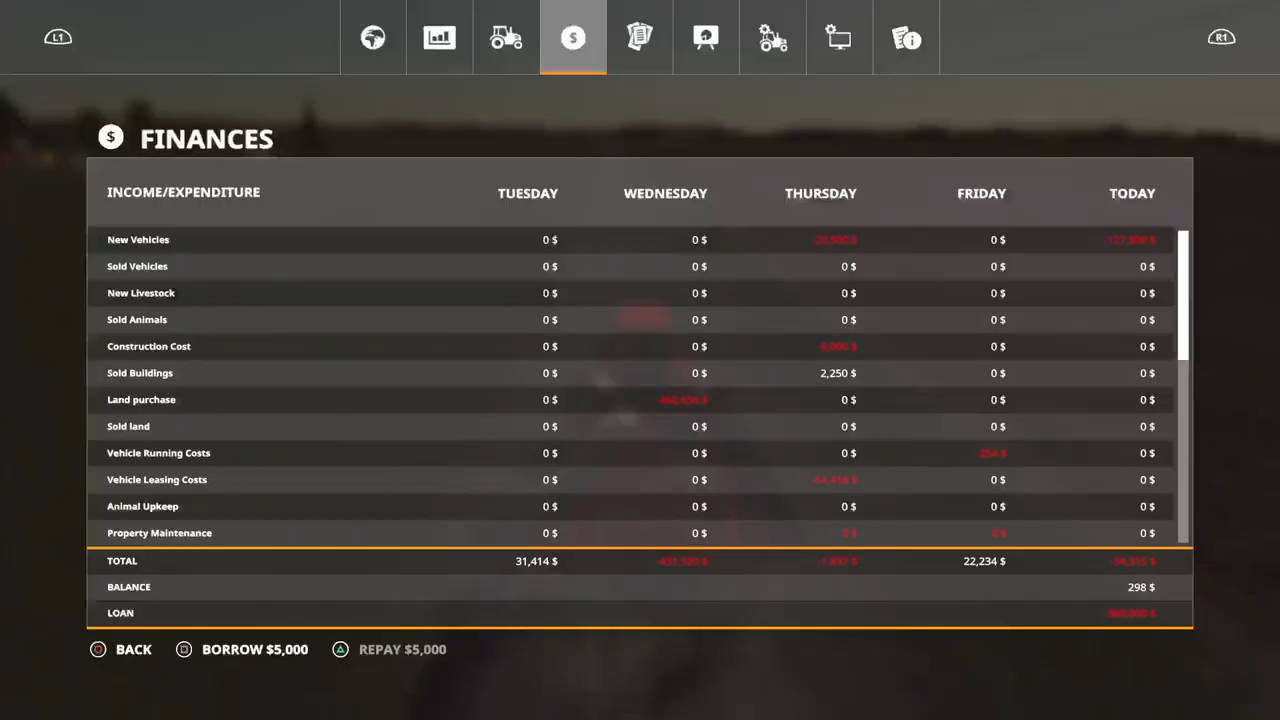 L1 $ R1
$ FINANCES
INCOME/EXPENDITURE TUESDAY WEDNESDAY THURSDAY FRIDAY TODAY
New Vehicles 0 $ 0 $ 0 $
Sold Vehicles 0 $ 0 $ 0 $ 0 $ 0 $
New Livestock 0 $ 0 $ 0 $ 0 $ 0 $
Sold Animals 0 $ 0 $ 0 $ 0 $ 0 $
Construction Cost 0 $ 0 $ 0 $ 0 $
Sold Buildings 0 $ 0 $ 2,250 $ 0 $ 0 $
Land purchase 0 $ 0 $ 0 $ 0 $
Sold land 0 $ 0 $ 0 $ 0 $ 0 $
Vehicle Running Costs 0 $ 0 $ 0 $ -254 $ 0 $
Vehicle Leasing Costs 0 $ 0 $ 0 $ 0 $
Animal Upkeep 0 $ 0 $ 0 $ 0 $ 0 $
Property Maintenance 0 $ 0 $ 0 $ 0 $ 0 $
TOTAL 31,414 $ 22,234 $
BALANCE 298 $
LOAN
BACK BORROW $5,000 REPAY $5,000